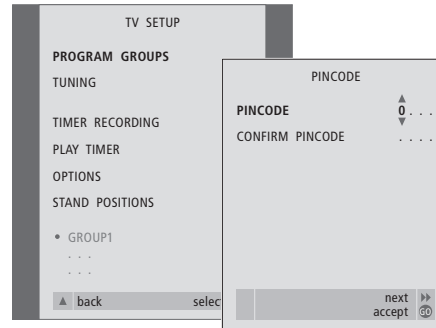 TV SETUP
PROGRAM GROUPS
TUNING
TIMER RECORDING
PLAY TIMER
OPTIONS
STAND POSITIONS
• GROUP1
. . .
. . .
back selec
PINCODE
PINCODE 0 . . .
CONFIRM PINCODE . . . .
next
accept GO